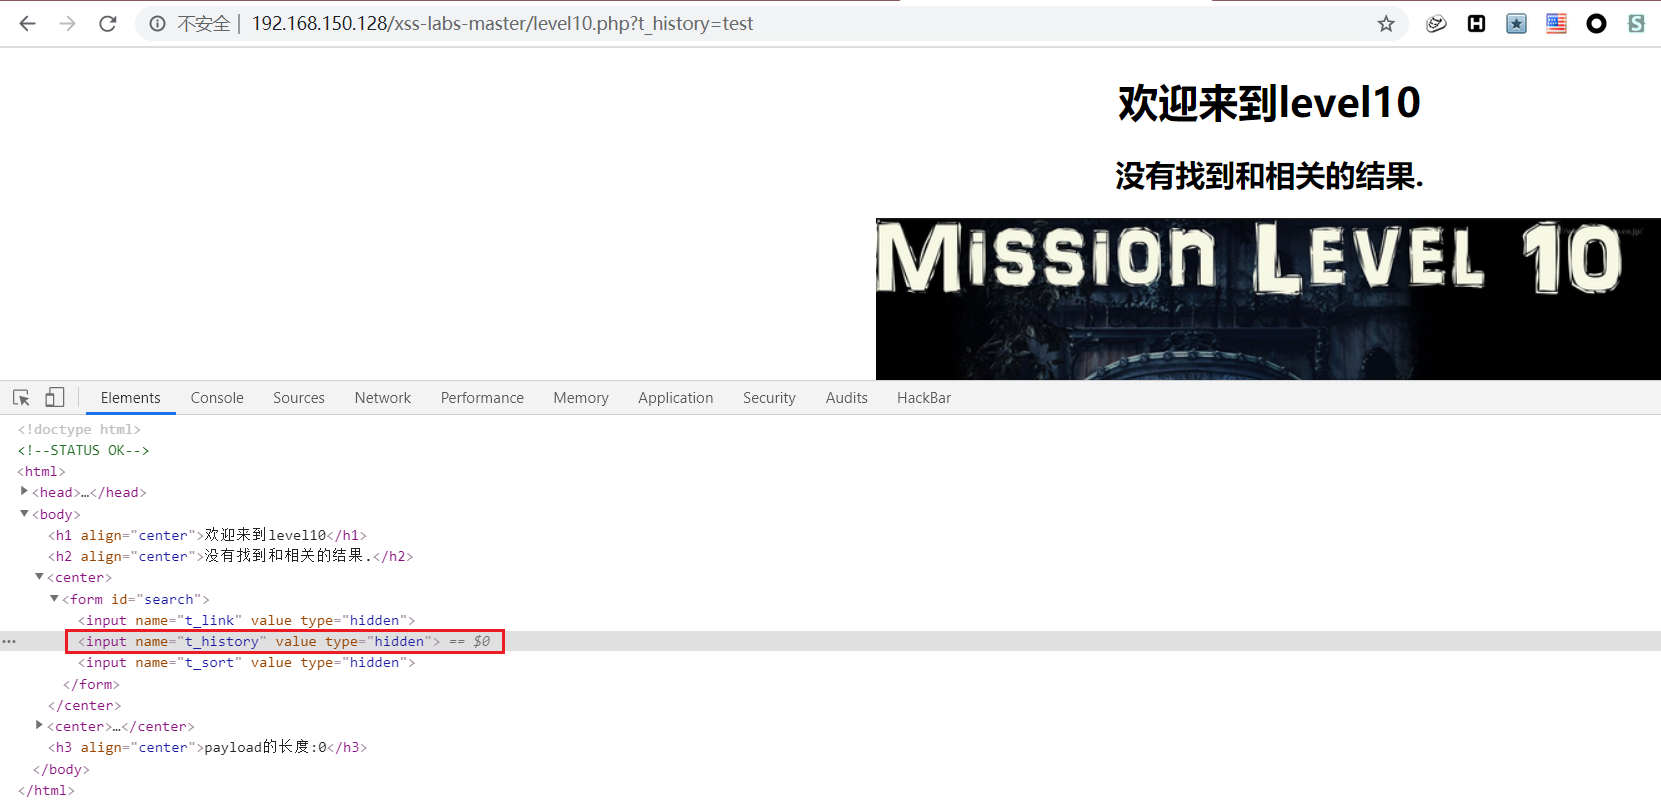 不安全 | 192.168.150.128/xss-labs-master/level10.php?t_history=test
欢迎来到level10
没有找到和相关的结果.
Mission Level 10
Elements Console Sources Network Performance Memory Application Security Audits HackBar
<!doctype html>
<!--STATUS OK-->
<html>
<head>…</head>
<body>
<h1 align="center">欢迎来到level10</h1>
<h2 align="center">没有找到和相关的结果.</h2>
<center>
<form id="search">
<input name="t_link" value type="hidden">
<input name="t_history" value type="hidden"> == $0
<input name="t_sort" value type="hidden">
</form>
</center>
<center>…</center>
<h3 align="center">payload的长度:0</h3>
</body>
</html>